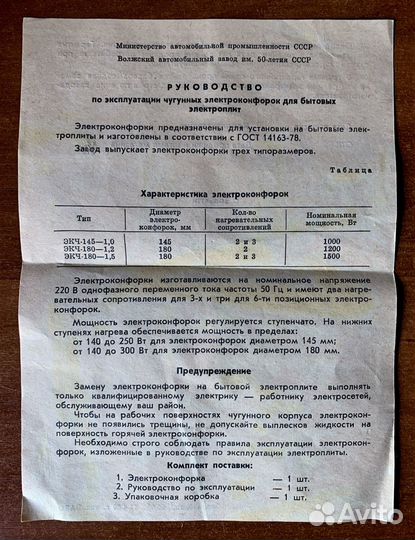 Министерство автомобильной промышленности СССР
Волжский автомобильный завод им. 50-летия СССР
РУКОВОДСТВО
по эксплуатации чугунных электроконфорок для бытовых
электроплит
Электроконфорки предназначены для установки на бытовые элек-
троплиты и изготовлены в соответствии с ГОСТ 14163-78.
Завод выпускает электроконфорки трех типоразмеров.
Таблица
Характеристика электроконфорок
Тип Диаметр электро- конфорок, мм Кол-во нагревательных сопротивлений Номинальная мощность, Вт
ЭКЧ-145—1,0 145 2 и 3 1000
ЭКЧ-180—1,2 180 2 1200
ЭКЧ-180—1,5 180 2 и 3 1500
Электроконфорки изготавливаются на номинальное напряжение
220 В однофазного переменного тока частоты 50 Гц и имеют два наг-
ревательных сопротивления для 3-х и три для 6-ти позиционных электро-
конфорок.
Мощность электроконфорок регулируется ступенчато. На нижних
ступенях нагрева обеспечивается мощность в пределах:
от 140 до 250 Вт для электроконфорок диаметром 145 мм;
от 140 до 300 Вт для электроконфорок диаметром 180 мм.
Предупреждение
Замену электроконфорки на бытовой электроплите выполнять
только квалифицированному электрику — работнику электросетей,
обслуживающему ваш район.
Чтобы на рабочих поверхностях чугунного корпуса электрокон-
форки не появились трещины, не допускайте выплесков жидкости на
поверхность горячей электроконфорки.
Необходимо строго соблюдать правила эксплуатации электрокон-
форок, изложенные в руководстве по эксплуатации электроплиты.
Комплект поставки:
1. Электроконфорка — 1 шт.
2. Руководство по эксплуатации — 1 шт.
3. Упаковочная коробка — 1 шт.
Avito